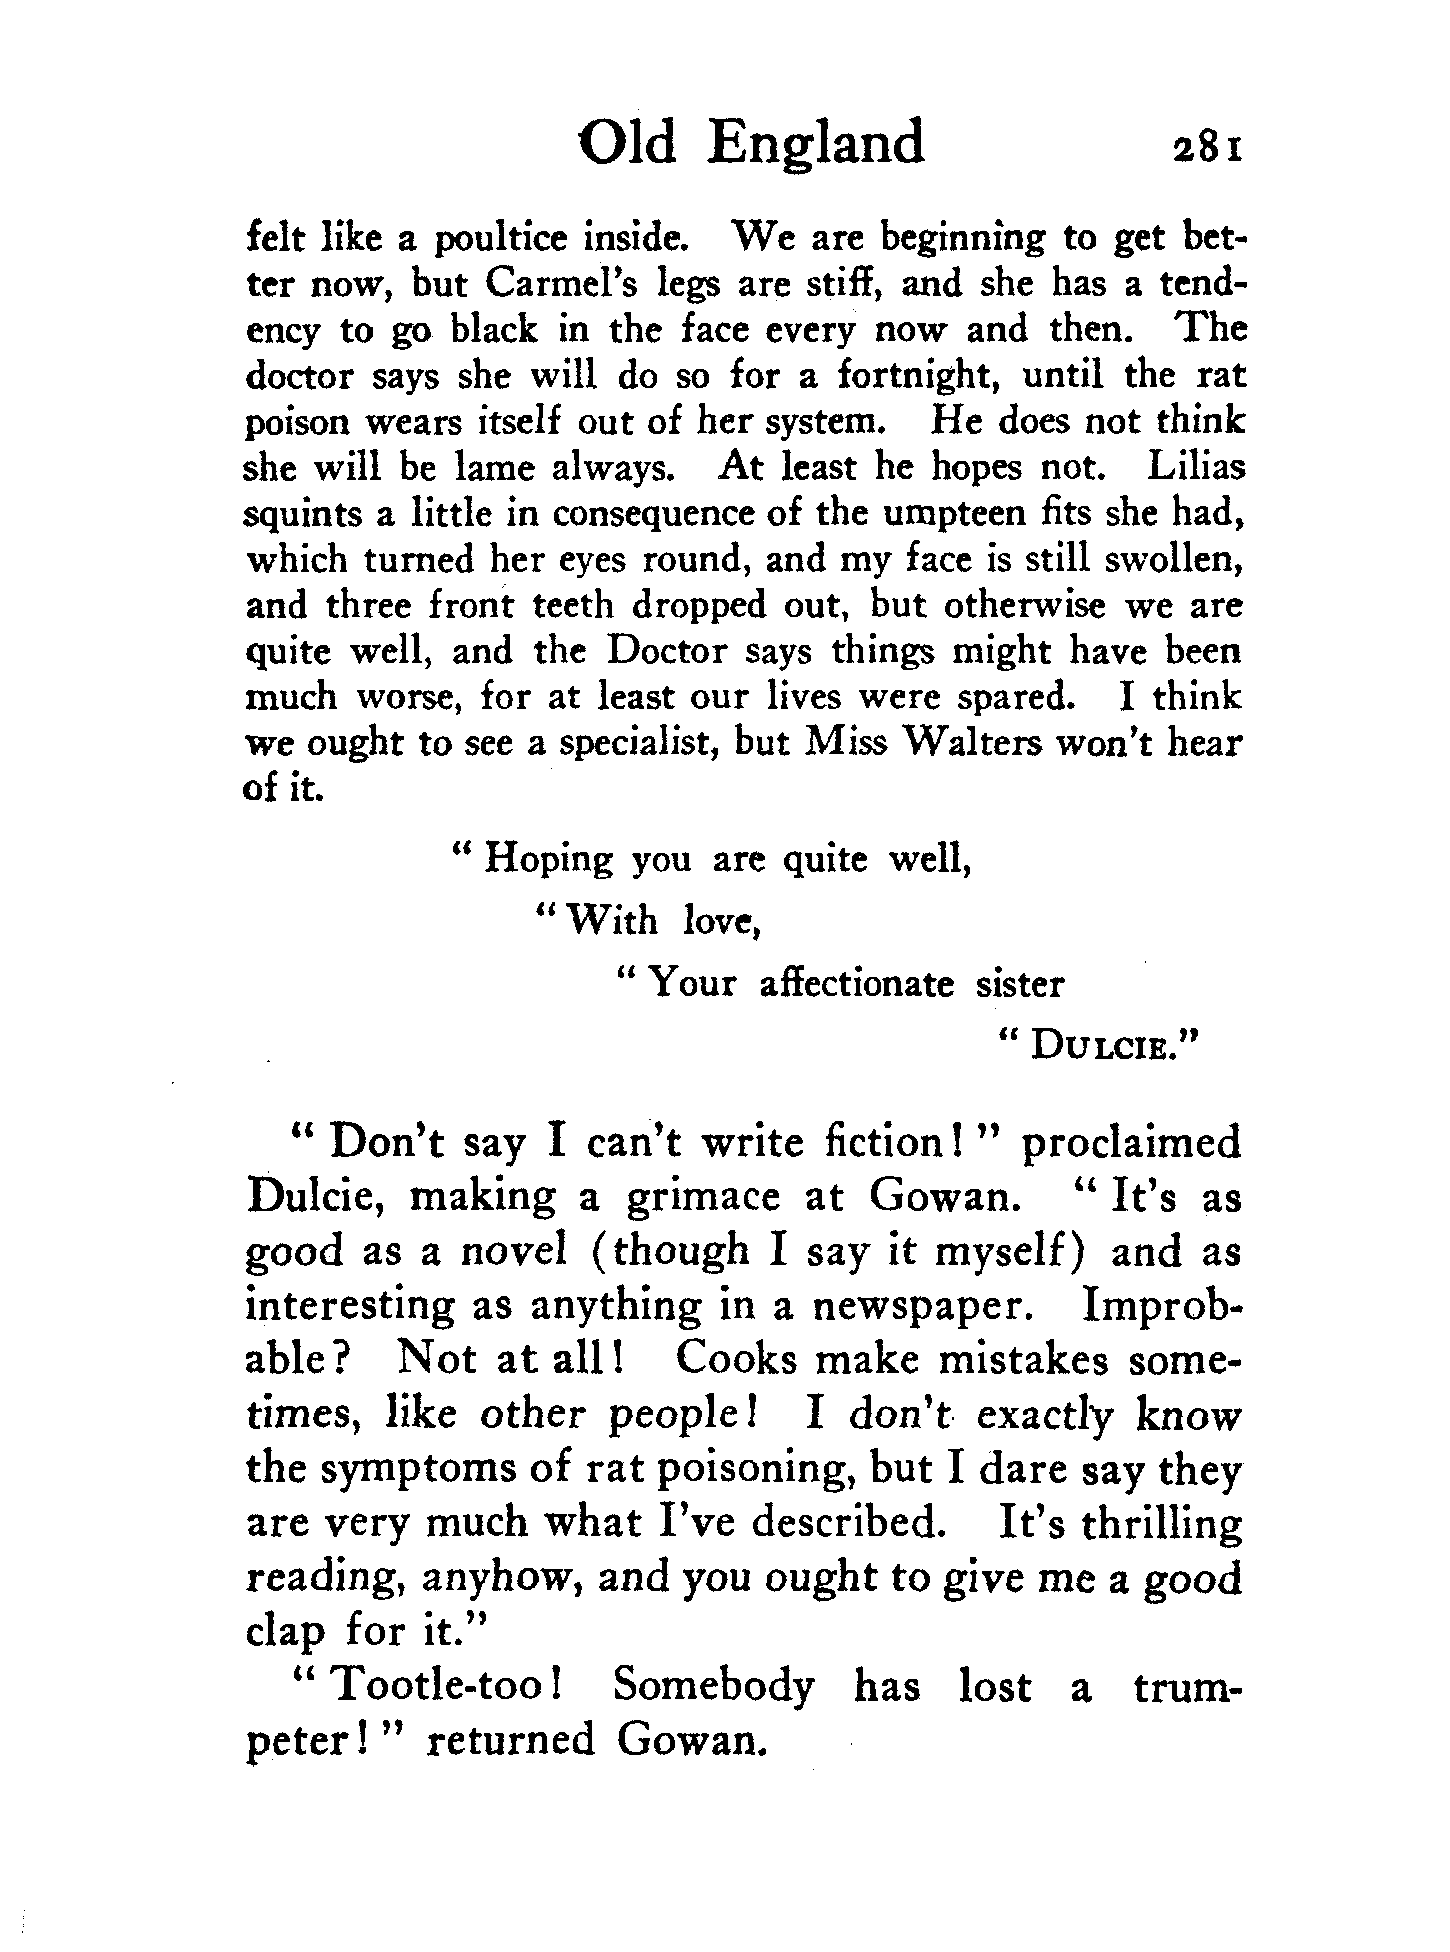 Old England 281
felt like a poultice inside. We are beginning to get bet-
ter now, but Carmel's legs are stiff, and she has a tend-
ency to go black in the face every now and then. The
doctor says she will do so for a fortnight, until the rat
poison wears itself out of her system. He does not think
she will be lame always. At least he hopes not. Lilias
squints a little in consequence of the umpteen fits she had,
which turned her eyes round, and my face is still swollen,
and three front teeth dropped out, but otherwise we are
quite well, and the Doctor says things might have been
much worse, for at least our lives were spared. I think
we ought to see a specialist, but Miss Walters won't hear
of it.
“ Hoping you are quite well,
“ With love,
“ Your affectionate sister
“ DULCIE.”
“ Don't say I can't write fiction! ” proclaimed
Dulcie, making a grimace at Gowan. “ It's as
good as a novel (though I say it myself) and as
interesting as anything in a newspaper. Improb-
able? Not at all! Cooks make mistakes some-
times, like other people! I don't exactly know
the symptoms of rat poisoning, but I dare say they
are very much what I've described. It's thrilling
reading, anyhow, and you ought to give me a good
clap for it.”
“ Tootle-too! Somebody has lost a trum-
peter! ” returned Gowan.